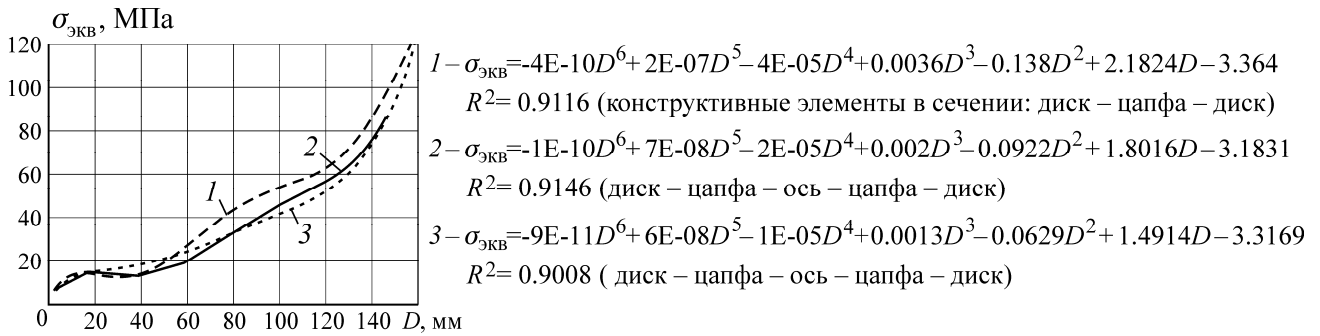 σэкв, МПа
120
100
80
60
40
20
0 20 40 60 80 100 120 140 D, мм
1
2
3
1 – σэкв=-4E-10D⁶+2E-07D⁵–4E-05D⁴+0.0036D³–0.138D²+2.1824D–3.364
R²= 0.9116 (конструктивные элементы в сечении: диск – цапфа – диск)
2 – σэкв=-1E-10D⁶+7E-08D⁵–2E-05D⁴+0.002D³–0.0922D²+1.8016D–3.1831
R²= 0.9146 (диск – цапфа – ось – цапфа – диск)
3 – σэкв=-9E-11D⁶+6E-08D⁵–1E-05D⁴+0.0013D³–0.0629D²+1.4914D–3.3169
R²= 0.9008 ( диск – цапфа – ось – цапфа – диск)